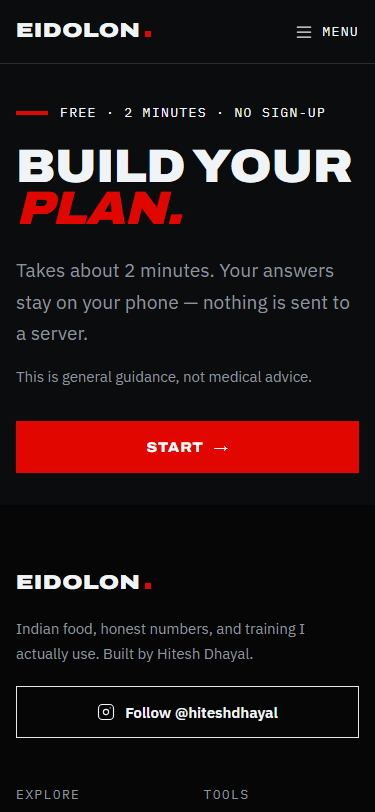 EIDOLON.
MENU
FREE · 2 MINUTES · NO SIGN-UP
BUILD YOUR
PLAN.
Takes about 2 minutes. Your answers
stay on your phone — nothing is sent to
a server.
This is general guidance, not medical advice.
START →
EIDOLON.
Indian food, honest numbers, and training I
actually use. Built by Hitesh Dhayal.
Follow @hiteshdhayal
EXPLORE
TOOLS